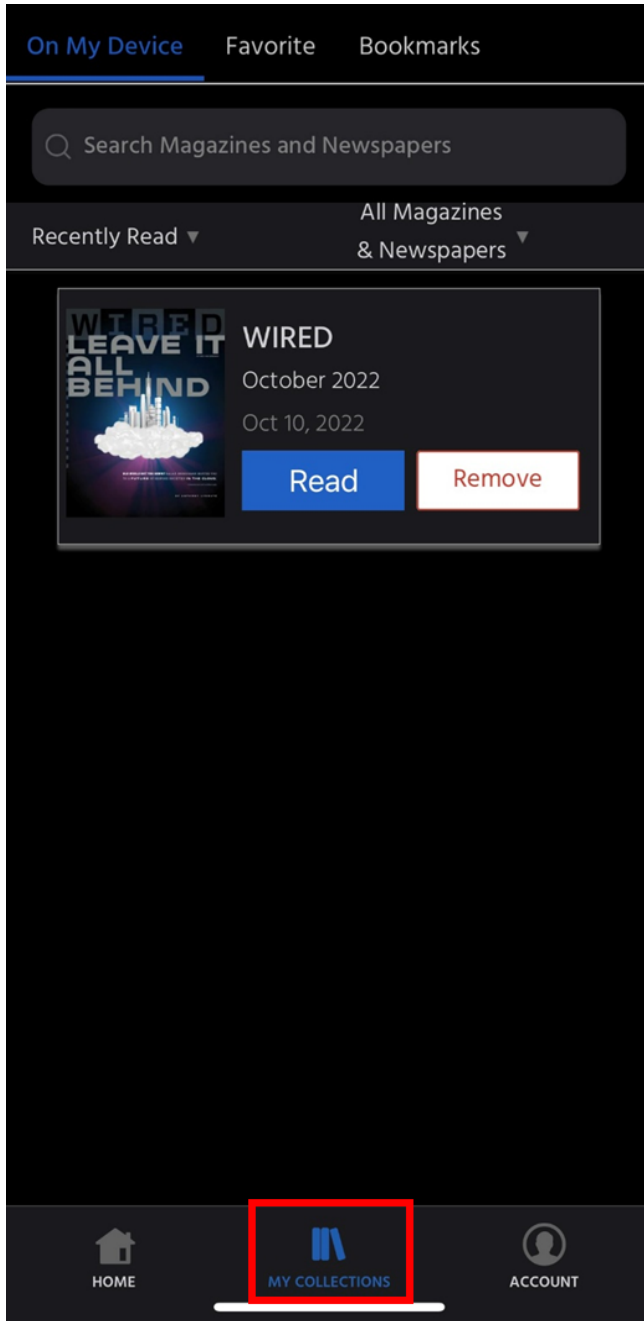 On My Device Favorite Bookmarks
Search Magazines and Newspapers
Recently Read ▼
All Magazines
& Newspapers ▼
WIRED
LEAVE IT
ALL
BEHIND
WIRED
October 2022
Oct 10, 2022
Read Remove
HOME MY COLLECTIONS ACCOUNT